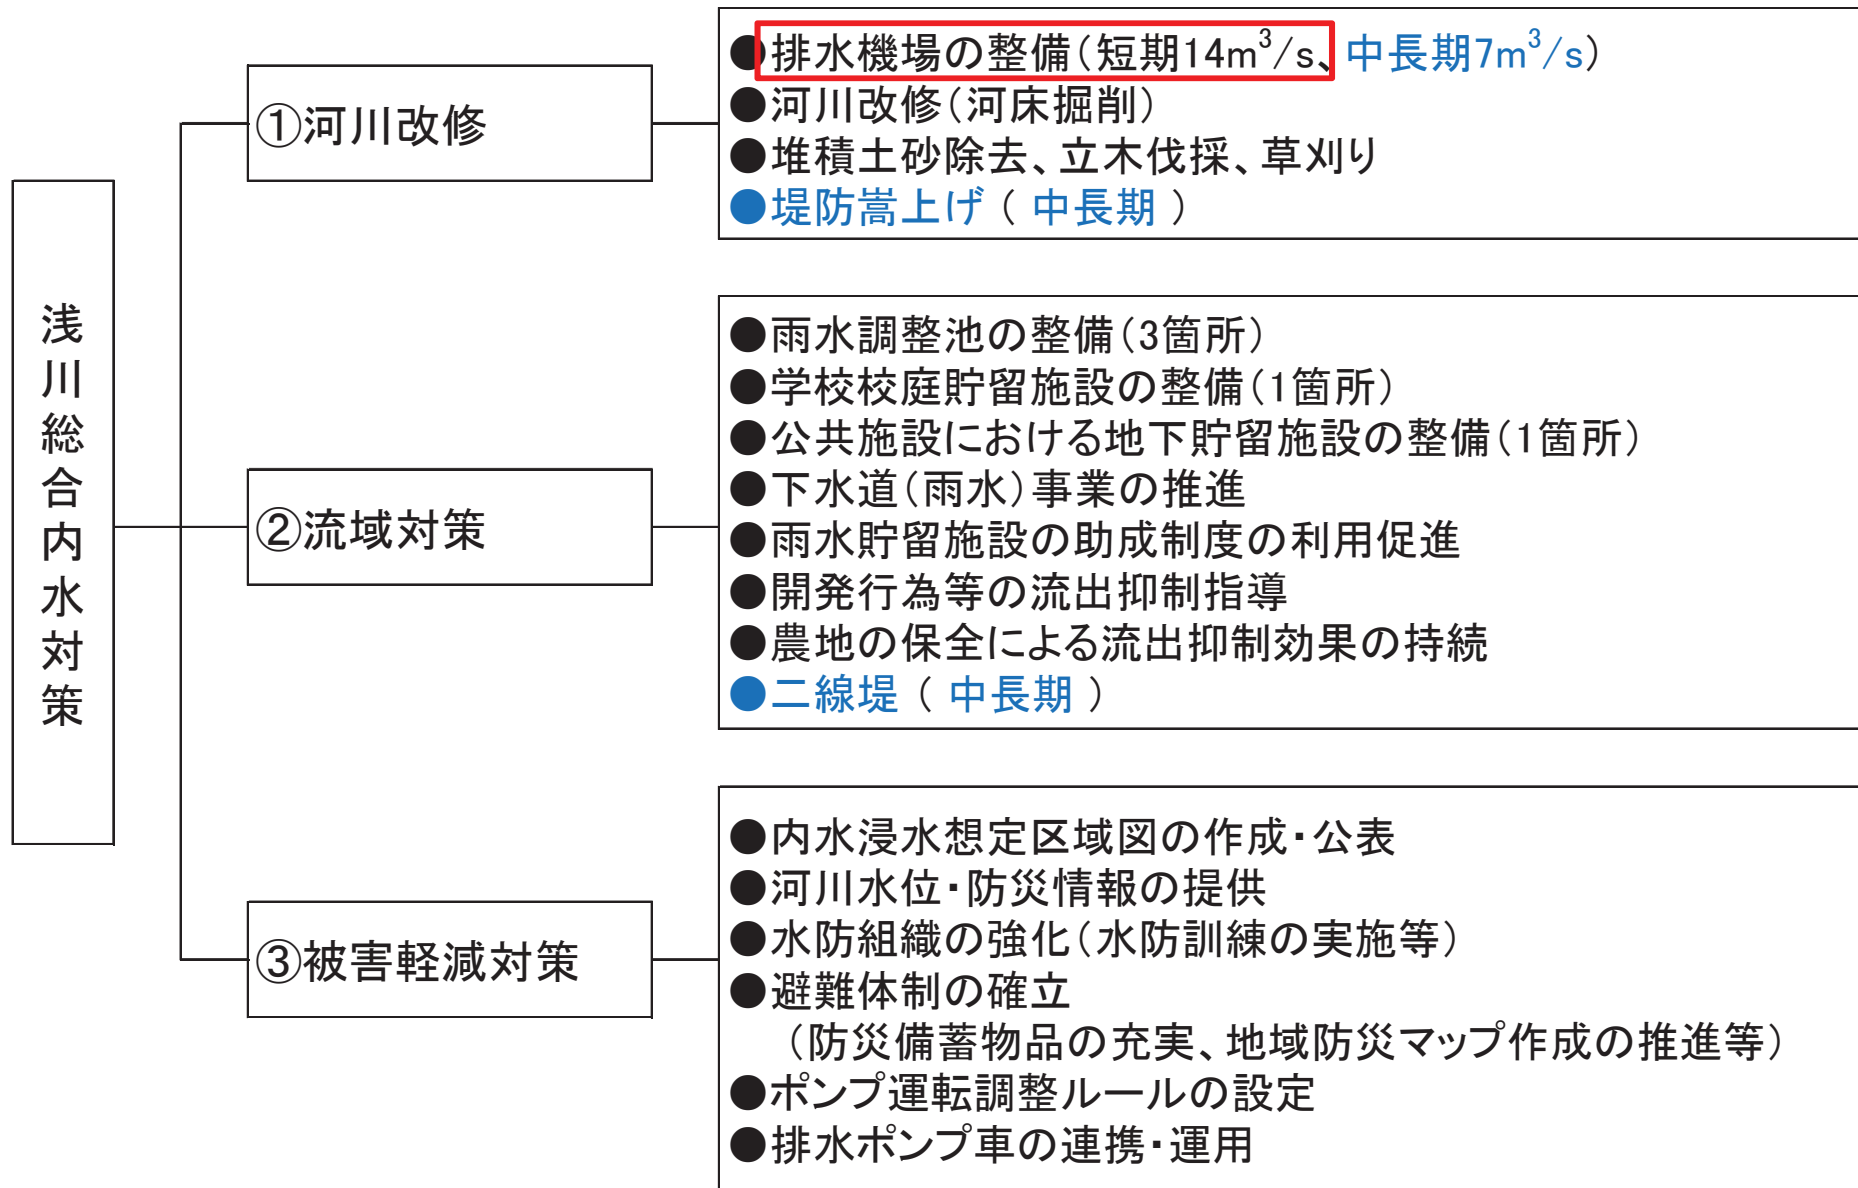 浅川総合内水対策
①河川改修
●排水機場の整備(短期14m³/s、中長期7m³/s)
●河川改修(河床掘削)
●堆積土砂除去、立木伐採、草刈り
●堤防嵩上げ ( 中長期 )
②流域対策
●雨水調整池の整備(3箇所)
●学校校庭貯留施設の整備(1箇所)
●公共施設における地下貯留施設の整備(1箇所)
●下水道(雨水)事業の推進
●雨水貯留施設の助成制度の利用促進
●開発行為等の流出抑制指導
●農地の保全による流出抑制効果の持続
●二線堤 ( 中長期 )
③被害軽減対策
●内水浸水想定区域図の作成・公表
●河川水位・防災情報の提供
●水防組織の強化(水防訓練の実施等)
●避難体制の確立
(防災備蓄物品の充実、地域防災マップ作成の推進等)
●ポンプ運転調整ルールの設定
●排水ポンプ車の連携・運用